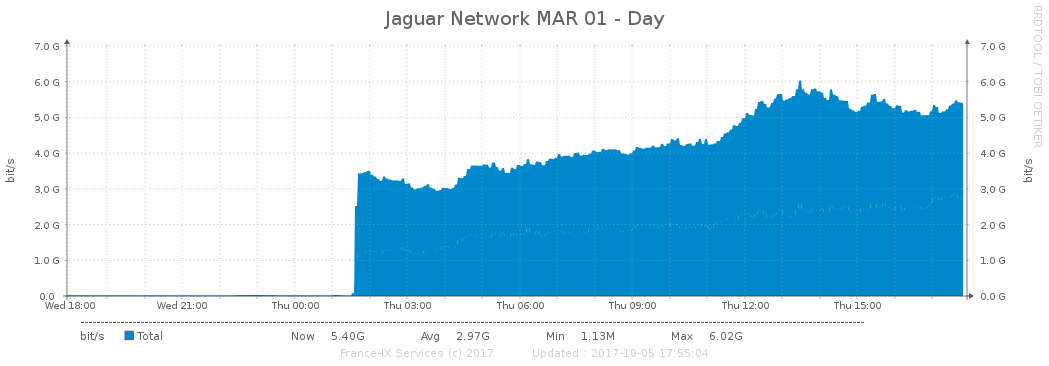 Jaguar Network MAR 01 - Day
RRDTOOL / TOBI OETIKER
7.0 G 7.0 G
6.0 G 6.0 G
5.0 G 5.0 G
4.0 G 4.0 G
3.0 G 3.0 G
2.0 G 2.0 G
1.0 G 1.0 G
0.0 0.0 G
bit/s
bit/s
Wed 18:00 Wed 21:00 Thu 00:00 Thu 03:00 Thu 06:00 Thu 09:00 Thu 12:00 Thu 15:00
bit/s Total Now 5.40G Avg 2.97G Min 1.13M Max 6.02G
France-IX Services (c) 2017 Updated : 2017-10-05 17:55:04